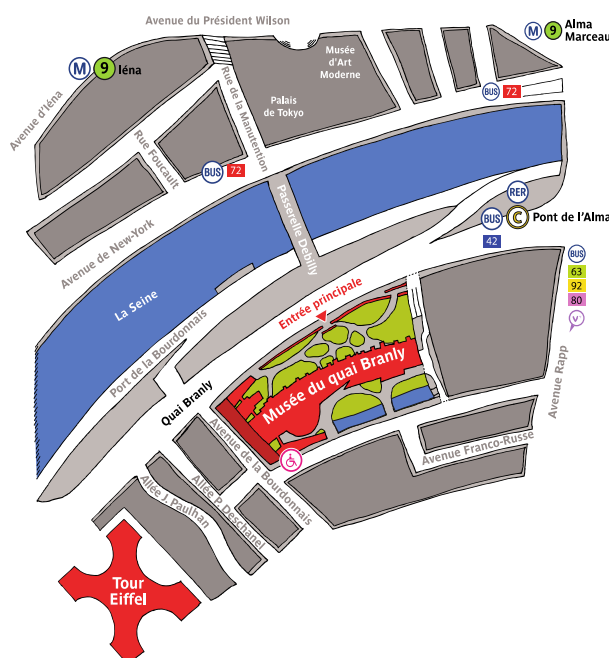 Avenue du Président Wilson
M 9 Alma
Marceau
Musée
d'Art
Moderne
M 9 Iéna
Avenue d'Iéna
Rue de la Manutention
Palais
de Tokyo
BUS 72
Rue Foucault
BUS 72
Avenue de New-York
Passerelle Debilly
RER
BUS C Pont de l'Alma
42
La Seine
BUS
63
92
80
v
Entrée principale
Port de la Bourdonnais
Musée du quai Branly
Quai Branly
Avenue Rapp
Avenue de la Bourdonnais
Avenue Franco-Russe
Allée J. Paulhan
Allée P. Deschanel
Tour
Eiffel